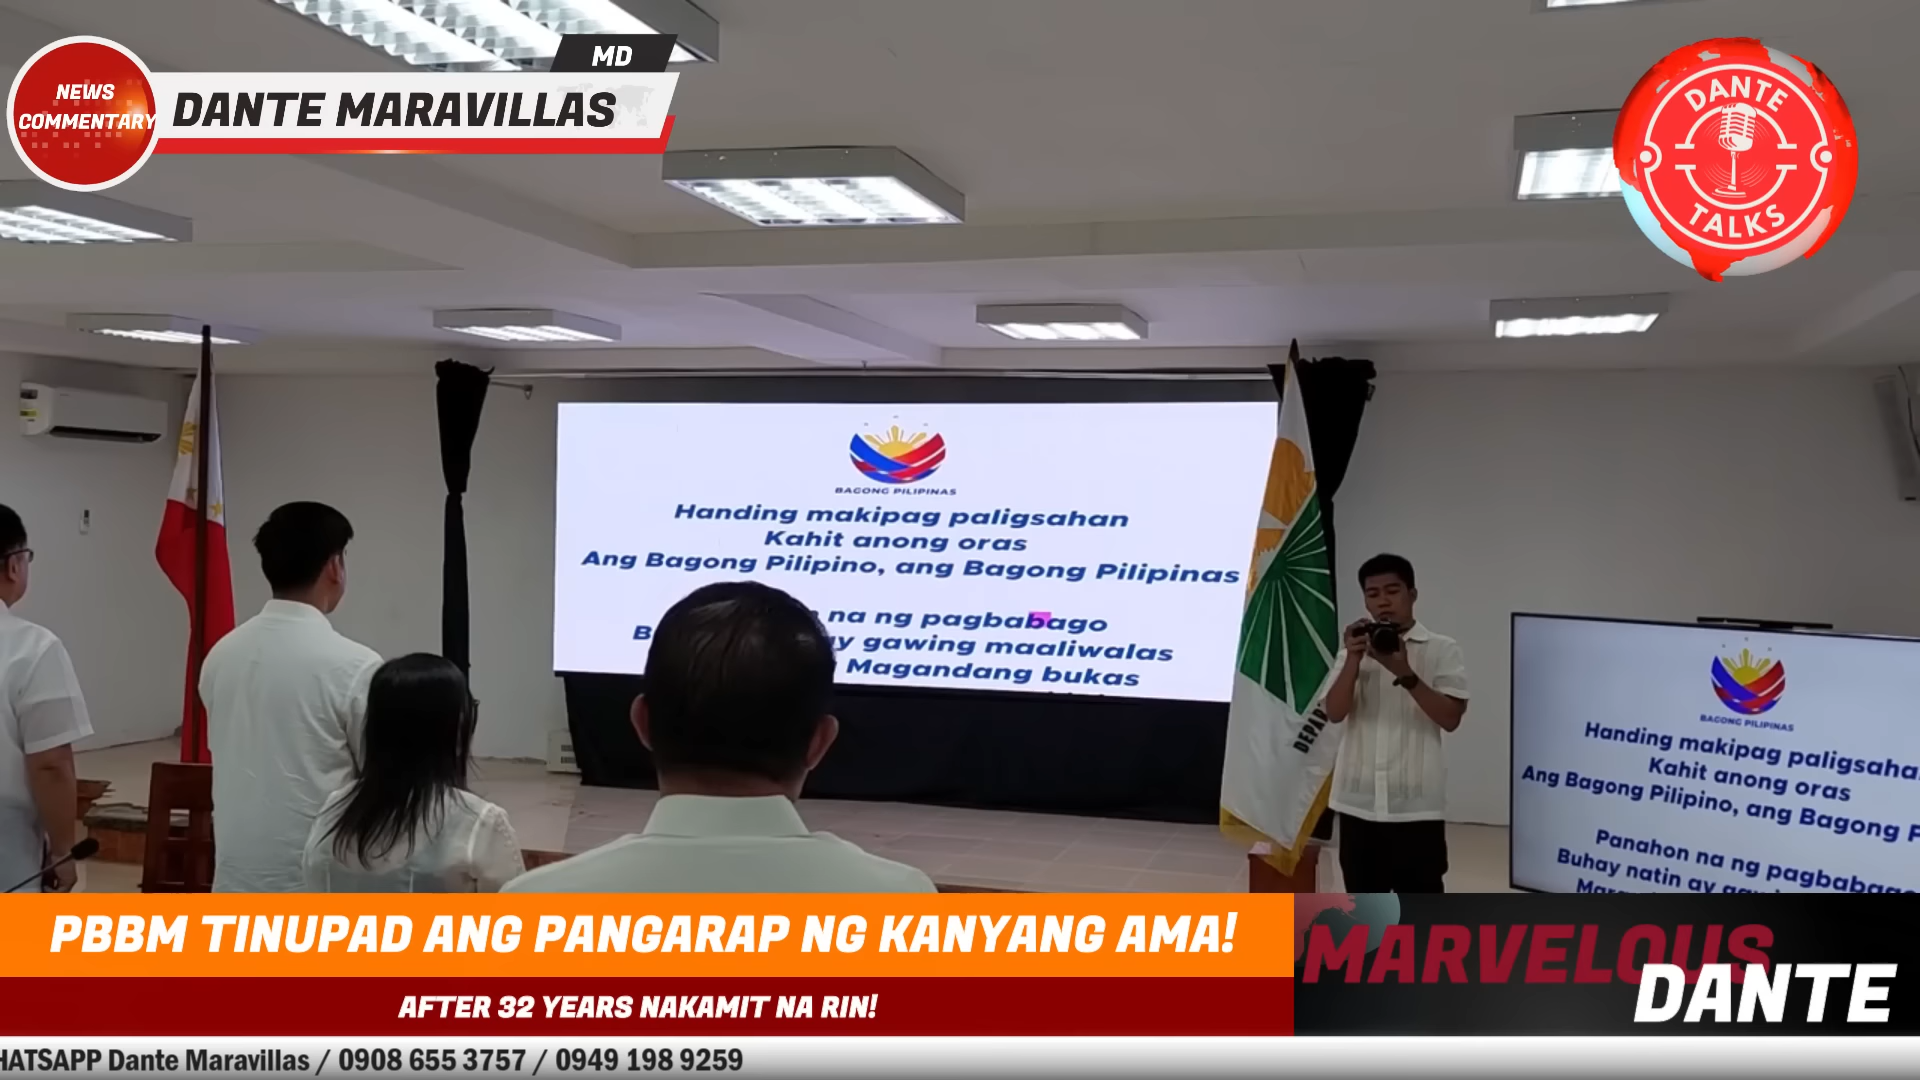 MD
NEWS
COMMENTARY
DANTE MARAVILLAS
DANTE
TALKS
BAGONG PILIPINAS
Handing makipag paligsahan
Kahit anong oras
Ang Bagong Pilipino, ang Bagong Pilipinas
na ng pagbabago
gawing maaliwalas
Magandang bukas
BAGONG PILIPINAS
Handing makipag
Kahit anong oras
Ang Bagong Pilipino, ang Bagong
Panahon na ng pagbabago
Buhay natin ay
PBBM TINUPAD ANG PANGARAP NG KANYANG AMA!
AFTER 32 YEARS NAKAMIT NA RIN!
MARVELOUS
DANTE
HATSAPP Dante Maravillas / 0908 655 3757 / 0949 198 9259